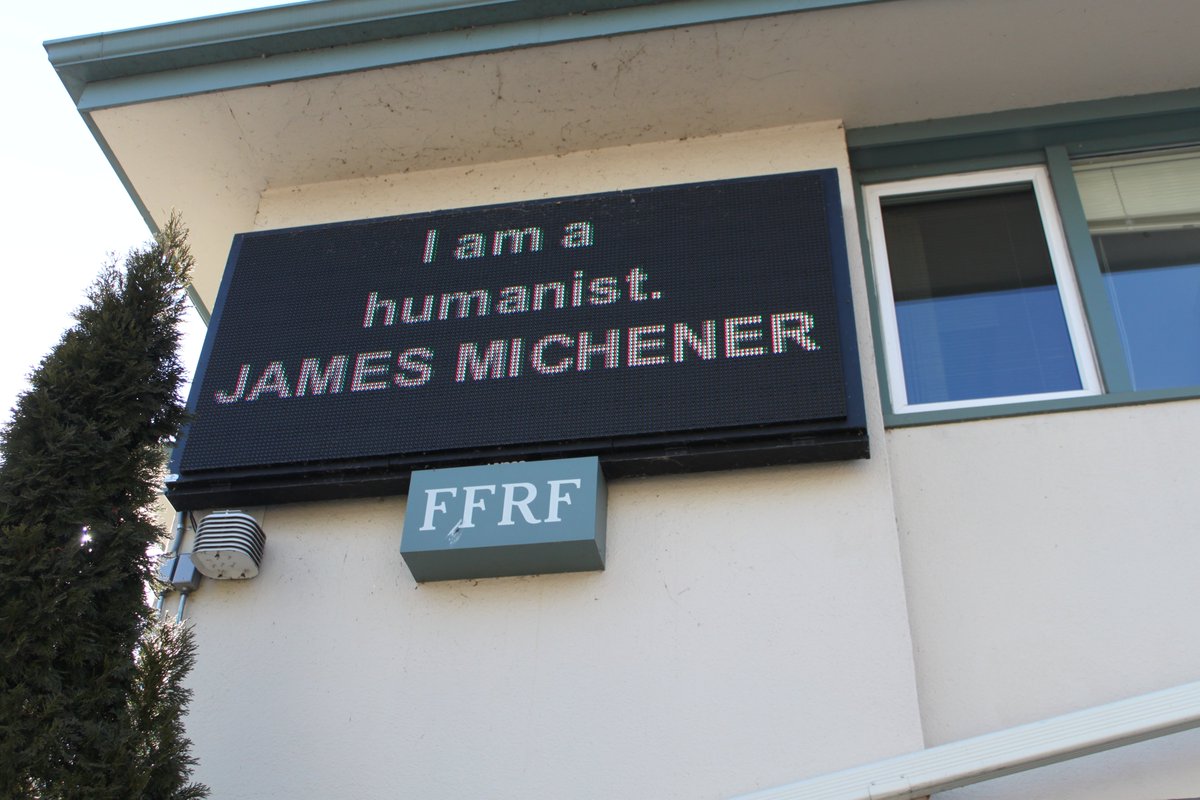 I am a
humanist.
JAMES MICHENER
FFRF